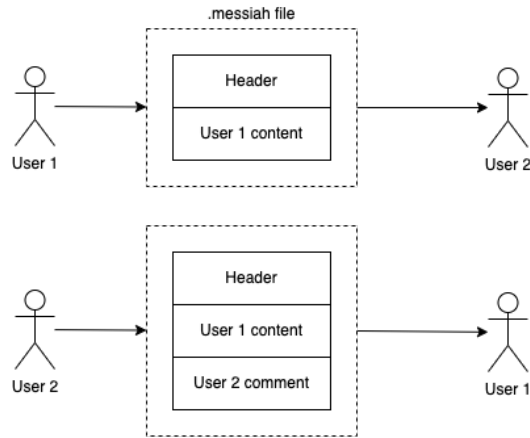 .messiah file
Header
User 1 content
User 1
User 2
Header
User 1 content
User 2 comment
User 2
User 1